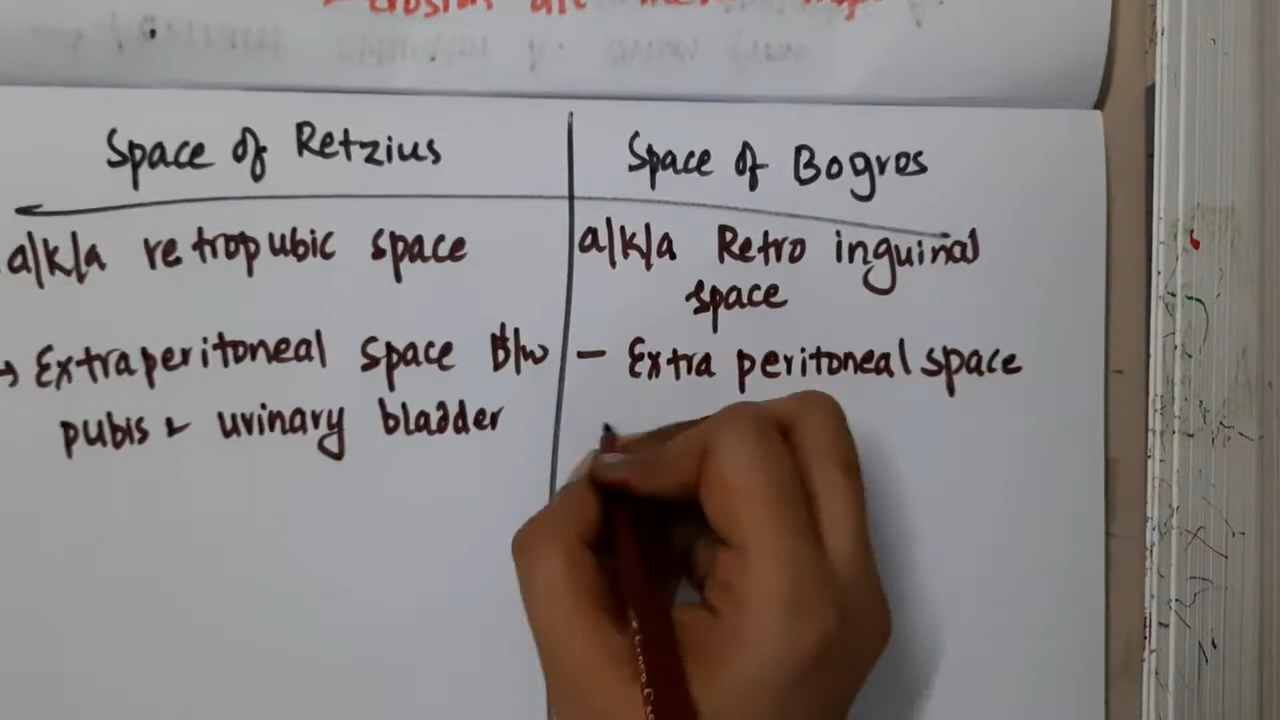 Space of Retzius
Space of Bogros
a/k/a retropubic space
a/k/a Retro inguinal
space
→ Extraperitoneal space b/w
pubis & urinary bladder
- Extra peritoneal space